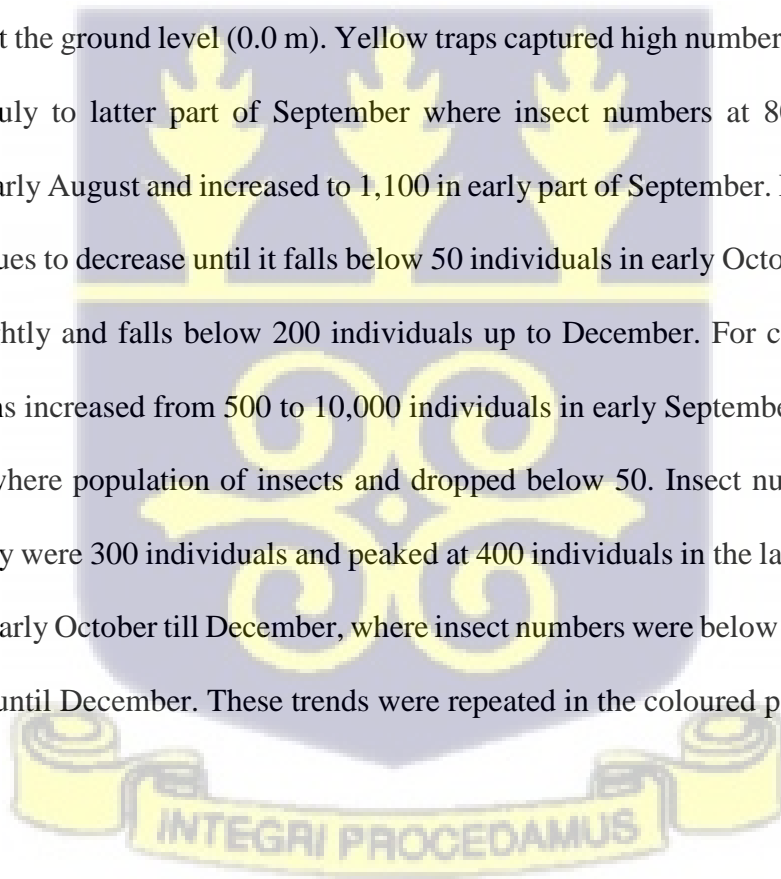 t the ground level (0.0 m). Yellow traps captured high number
uly to latter part of September where insect numbers at 80
arly August and increased to 1,100 in early part of September.
ues to decrease until it falls below 50 individuals in early Octo
htly and falls below 200 individuals up to December. For c
ns increased from 500 to 10,000 individuals in early Septembe
where population of insects and dropped below 50. Insect nu
y were 300 individuals and peaked at 400 individuals in the la
arly October till December, where insect numbers were below
until December. These trends were repeated in the coloured p
INTEGRI PROCEDAMUS